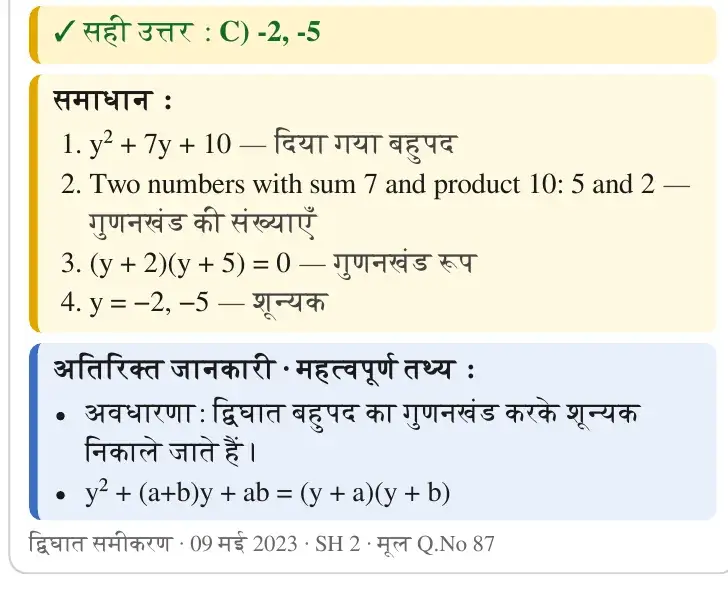 ✓ सही उत्तर : C) -2, -5
समाधान :
1. y² + 7y + 10 — दिया गया बहुपद
2. Two numbers with sum 7 and product 10: 5 and 2 —
गुणनखंड की संख्याएँ
3. (y + 2)(y + 5) = 0 — गुणनखंड रूप
4. y = −2, −5 — शून्यक
अतिरिक्त जानकारी · महत्वपूर्ण तथ्य :
• अवधारणा : द्विघात बहुपद का गुणनखंड करके शून्यक
निकाले जाते हैं।
• y² + (a+b)y + ab = (y + a)(y + b)
द्विघात समीकरण · 09 मई 2023 · SH 2 · मूल Q.No 87